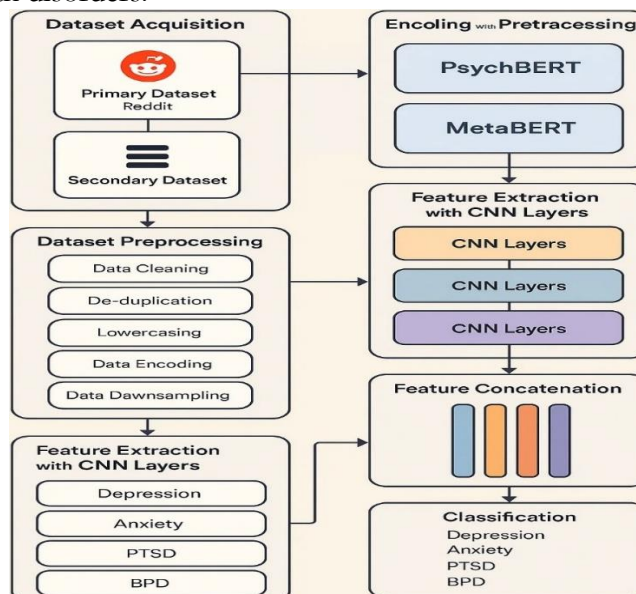 Dataset Acquisition
Primary Dataset
Reddit
Secondary Dataset
Dataset Preprocessing
Data Cleaning
De-duplication
Lowercasing
Data Encoding
Data Dawnsampling
Feature Extraction
with CNN Layers
Depression
Anxiety
PTSD
BPD
Encoling with Pretracessing
PsychBERT
MetaBERT
Feature Extraction
with CNN Layers
CNN Layers
CNN Layers
CNN Layers
Feature Concatenation
Classification
Depression
Anxiety
PTSD
BPD